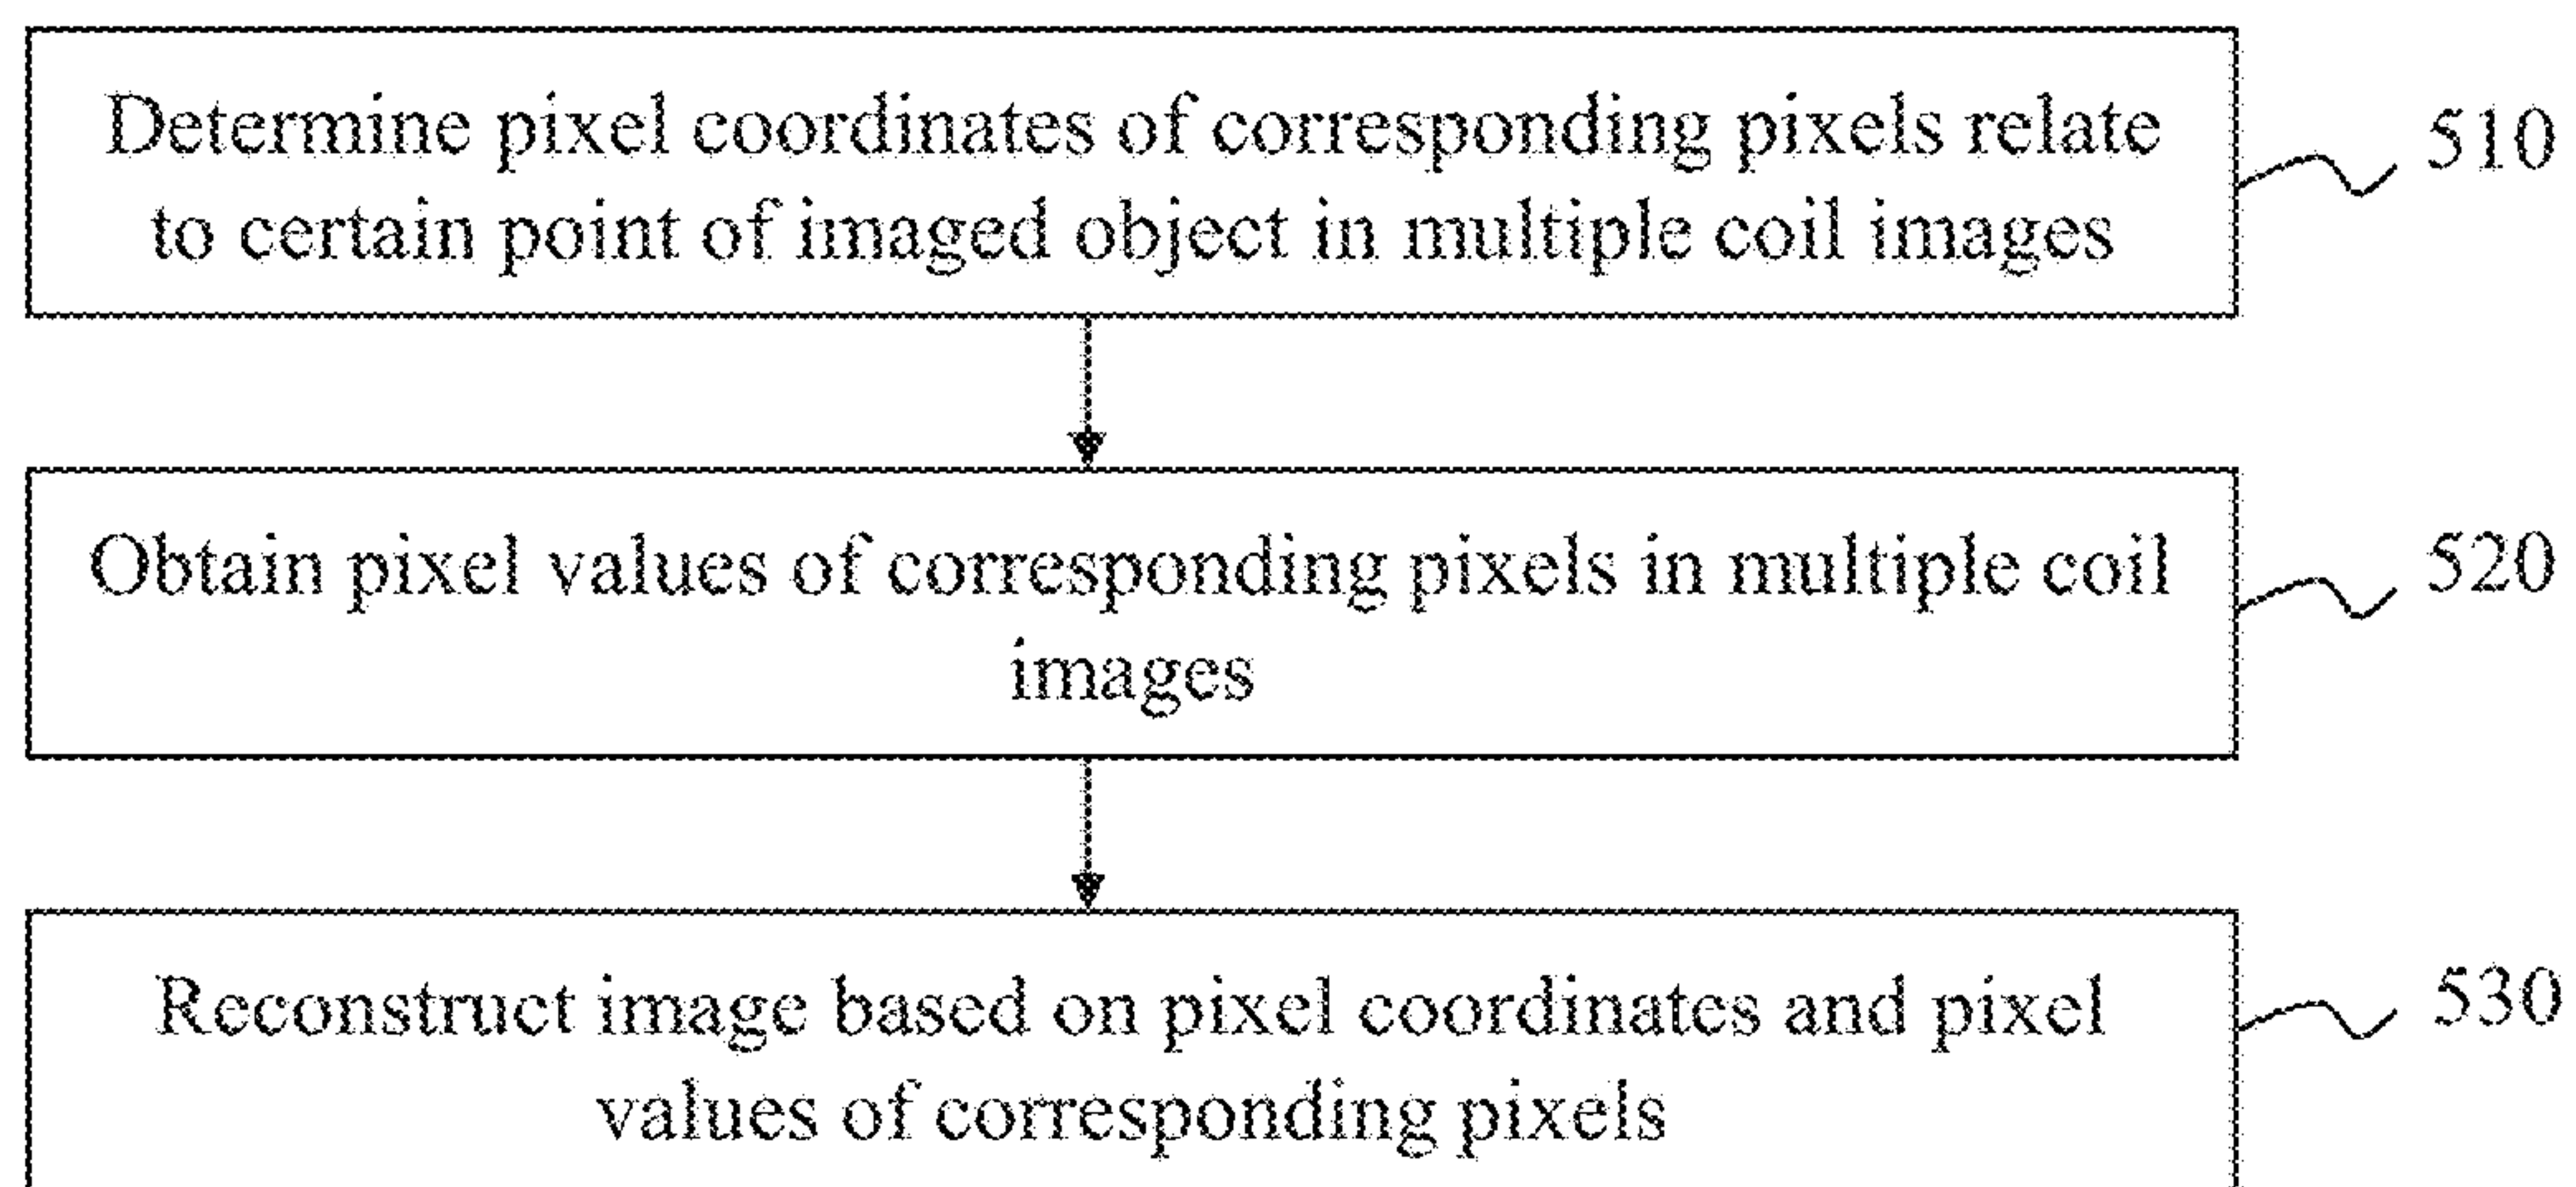 Determine pixel coordinates of corresponding pixels relate
to certain point of imaged object in multiple coil images
510
Obtain pixel values of corresponding pixels in multiple coil
images
520
Reconstruct image based on pixel coordinates and pixel
values of corresponding pixels
530